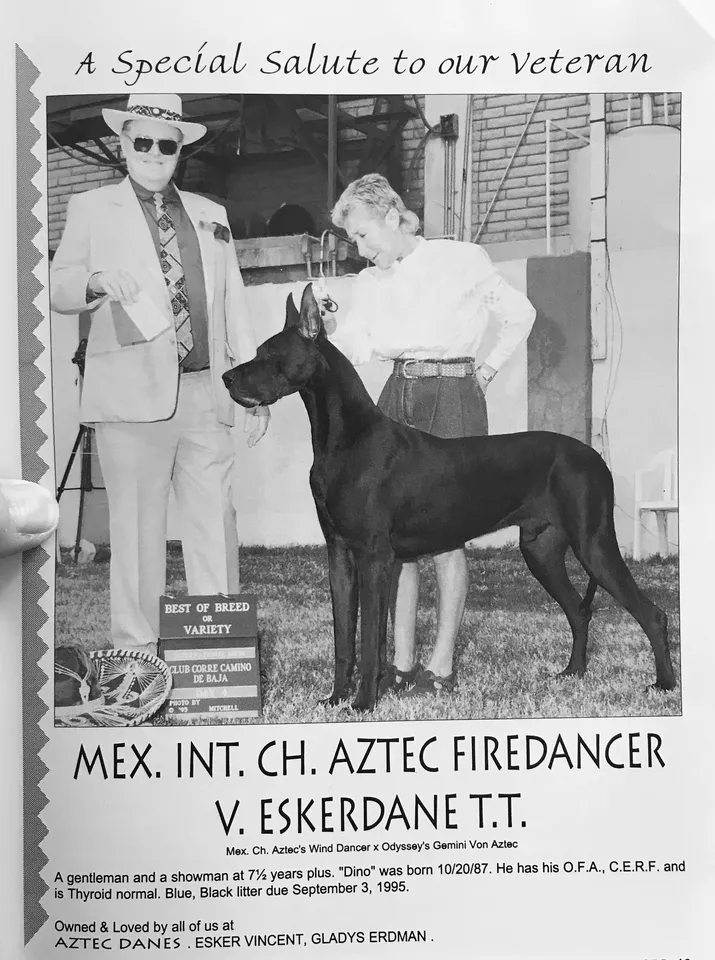 A Special Salute to our Veteran
BEST OF BREED
OR
VARIETY
CLUB CORRE CAMINO
DE BAJA
PHOTO BY
© '95 MITCHELL
MEX. INT. CH. AZTEC FIREDANCER
V. ESKERDANE T.T.
Mex. Ch. Aztec's Wind Dancer x Odyssey's Gemini Von Aztec
A gentleman and a showman at 7½ years plus. "Dino" was born 10/20/87. He has his O.F.A., C.E.R.F. and
is Thyroid normal. Blue, Black litter due September 3, 1995.
Owned & Loved by all of us at
AZTEC DANES . ESKER VINCENT, GLADYS ERDMAN .